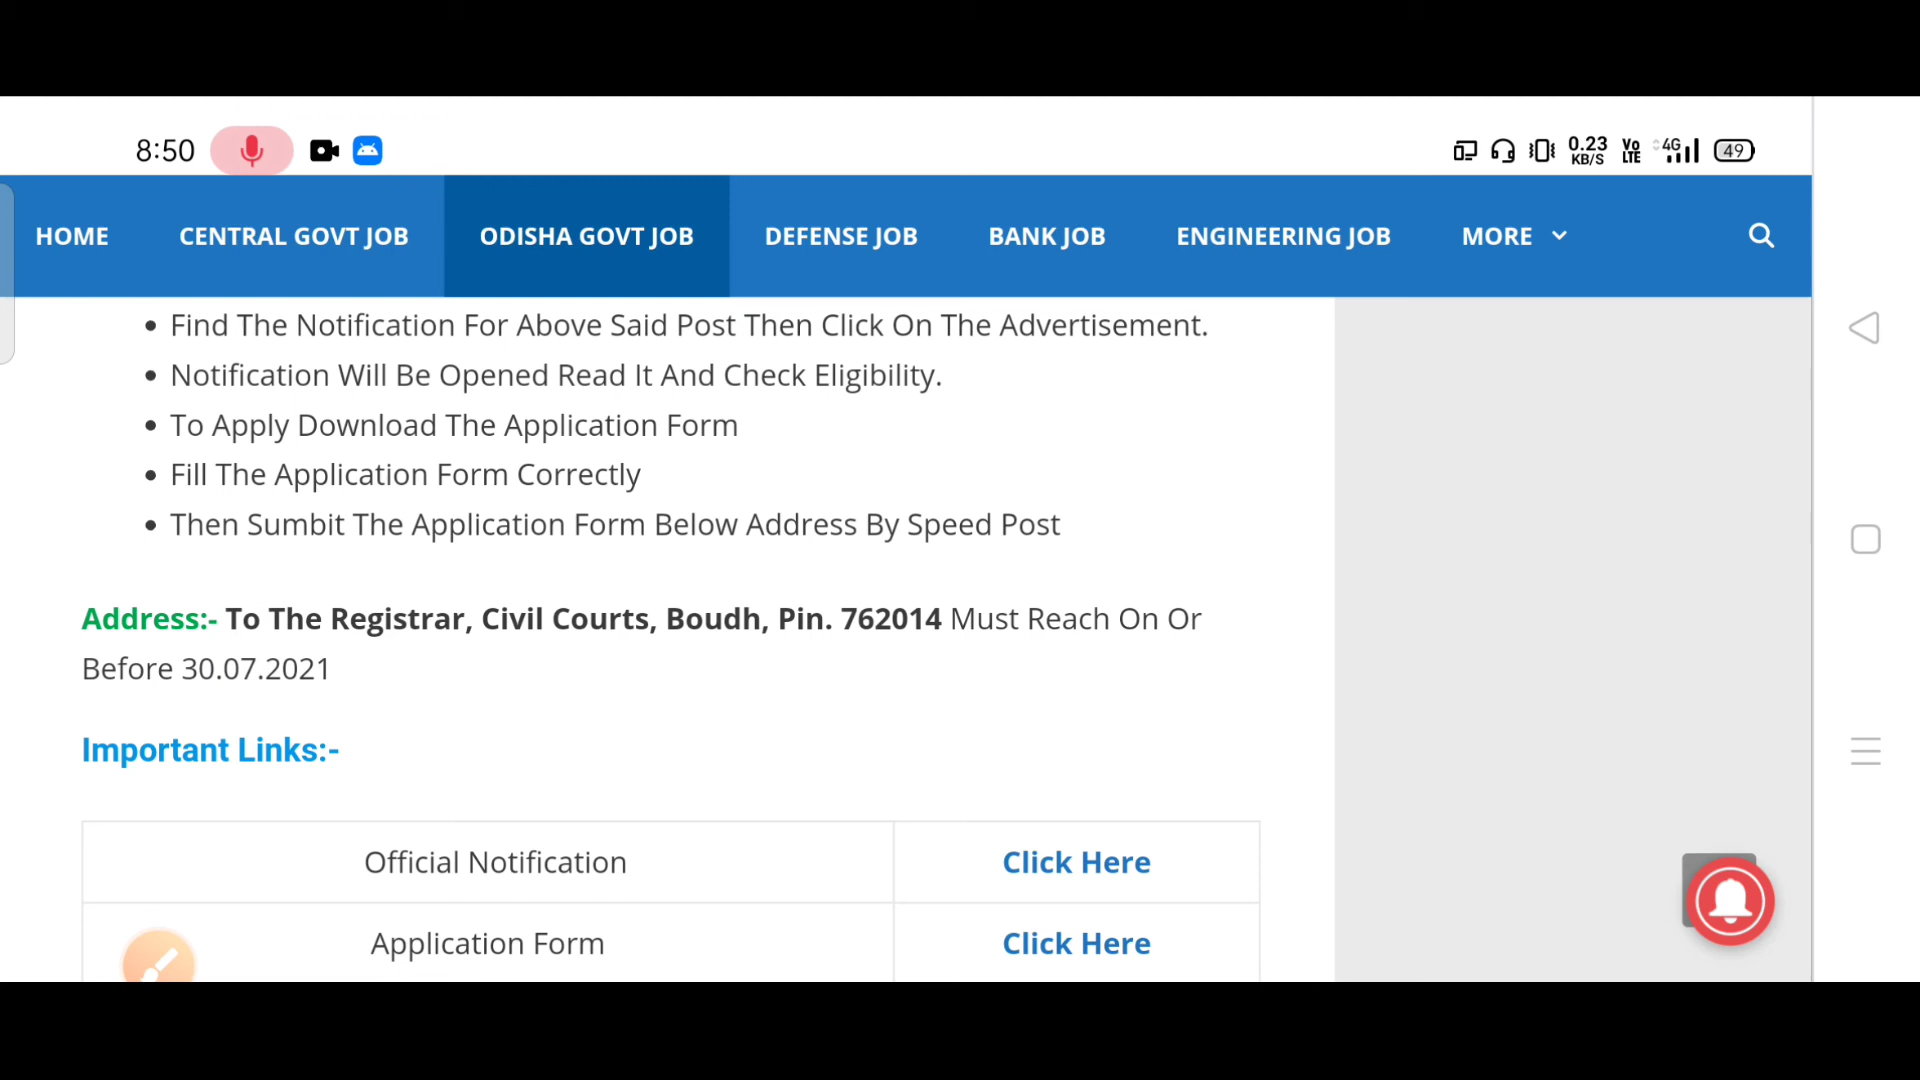 8:50 0.23 KB/S Vo LTE 4G 49
HOME CENTRAL GOVT JOB ODISHA GOVT JOB DEFENSE JOB BANK JOB ENGINEERING JOB MORE
• Find The Notification For Above Said Post Then Click On The Advertisement.
• Notification Will Be Opened Read It And Check Eligibility.
• To Apply Download The Application Form
• Fill The Application Form Correctly
• Then Sumbit The Application Form Below Address By Speed Post
Address:- To The Registrar, Civil Courts, Boudh, Pin. 762014 Must Reach On Or
Before 30.07.2021
Important Links:-
Official Notification Click Here
Application Form Click Here